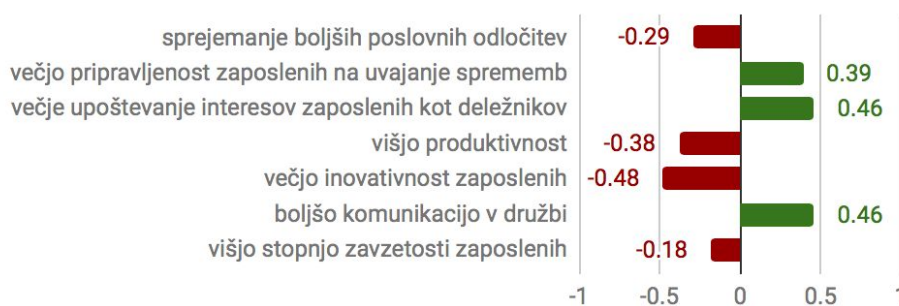 sprejemanje boljših poslovnih odločitev -0.29
večjo pripravljenost zaposlenih na uvajanje sprememb 0.39
večje upoštevanje interesov zaposlenih kot deležnikov 0.46
višjo produktivnost -0.38
večjo inovativnost zaposlenih -0.48
boljšo komunikacijo v družbi 0.46
višjo stopnjo zavzetosti zaposlenih -0.18
-1 -0.5 0 0.5